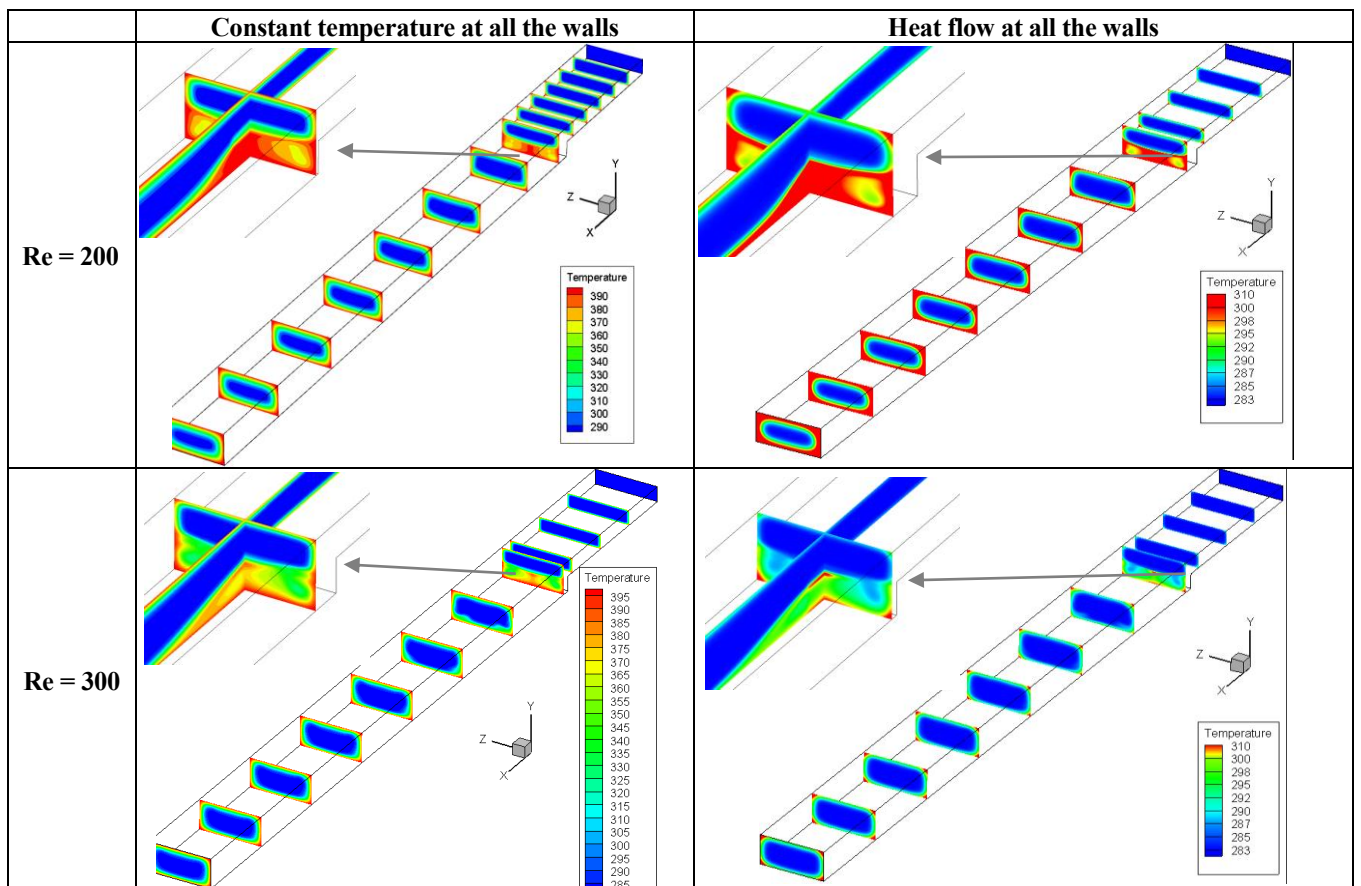 Constant temperature at all the walls
Heat flow at all the walls
Re = 200
Y
Z
X
Temperature
390
380
370
360
350
340
330
320
310
300
290
Y
Z
X
Temperature
310
300
298
295
292
290
287
285
283
Re = 300
Y
Z
X
Temperature
395
390
385
380
375
370
365
360
355
350
345
340
335
330
325
320
315
310
305
300
295
290
285
Y
Z
X
Temperature
310
300
298
295
292
290
287
285
283